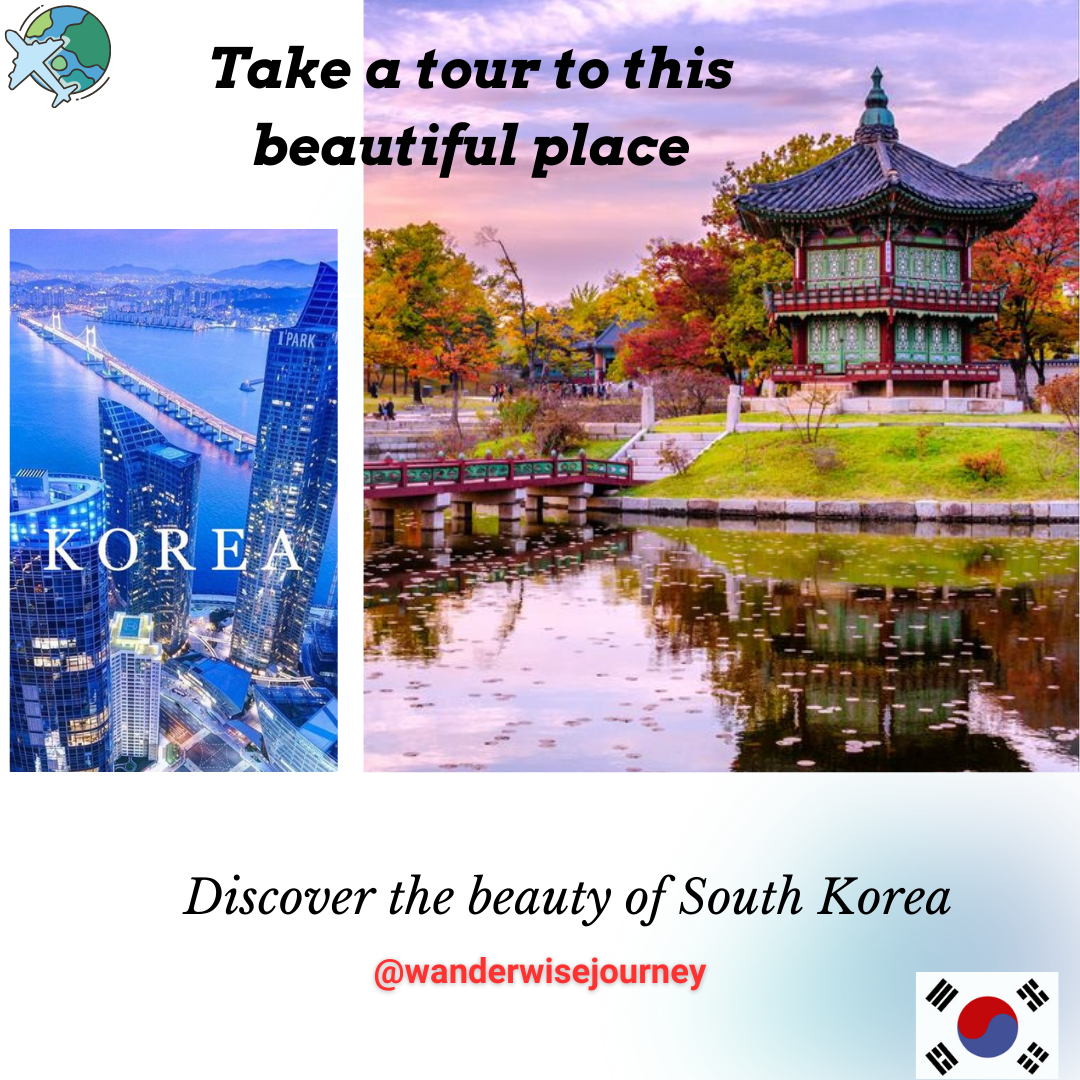 Take a tour to this
beautiful place
IPARK
KOREA
Discover the beauty of South Korea
@wanderwisejourney